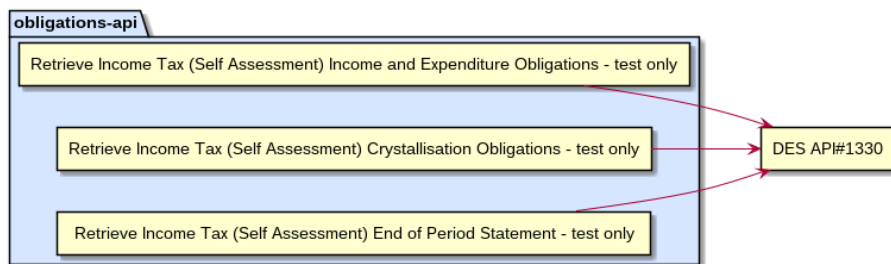 obligations-api
Retrieve Income Tax (Self Assessment) Income and Expenditure Obligations - test only
Retrieve Income Tax (Self Assessment) Crystallisation Obligations - test only
DES API#1330
Retrieve Income Tax (Self Assessment) End of Period Statement - test only